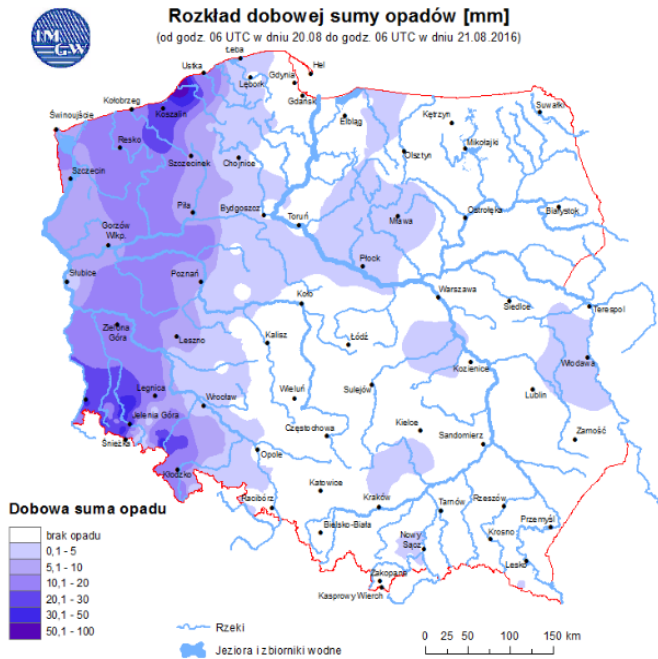 IM
GW
Rozkład dobowej sumy opadów [mm]
(od godz. 06 UTC w dniu 20.08 do godz. 06 UTC w dniu 21.08.2016)
Łeba
Hel
Ustka
Gdynia
Lębork
Gdańsk
Kołobrzeg
Koszalin
Suwałki
Świnoujście
Elbląg
Kętrzyn
Resko
Mikołajki
Olsztyn
Szczecinek
Chojnice
Szczecin
Piła
Bydgoszcz
Toruń
Mława
Ostrołęka
Białystok
Gorzów
Wlkp.
Płock
Słubice
Poznań
Warszawa
Koło
Siedlce
Terespol
Zielona
Góra
Leszno
Kalisz
Łódź
Kozienice
Włodawa
Legnica
Wrocław
Wieluń
Sulejów
Lublin
Jelenia Góra
Częstochowa
Kielce
Sandomierz
Zamość
Śnieżka
Opole
Kłodzko
Katowice
Racibórz
Kraków
Tarnów
Rzeszów
Dobowa suma opadu
Bielsko-Biała
Przemyśl
Nowy
Sącz
Krosno
Lesko
brak opadu
0,1 - 5
5,1 - 10
10,1 - 20
20,1 - 30
30,1 - 50
50,1 - 100
Zakopane
Kasprowy Wierch
Rzeki
Jeziora i zbiorniki wodne
0 25 50 100 150 km